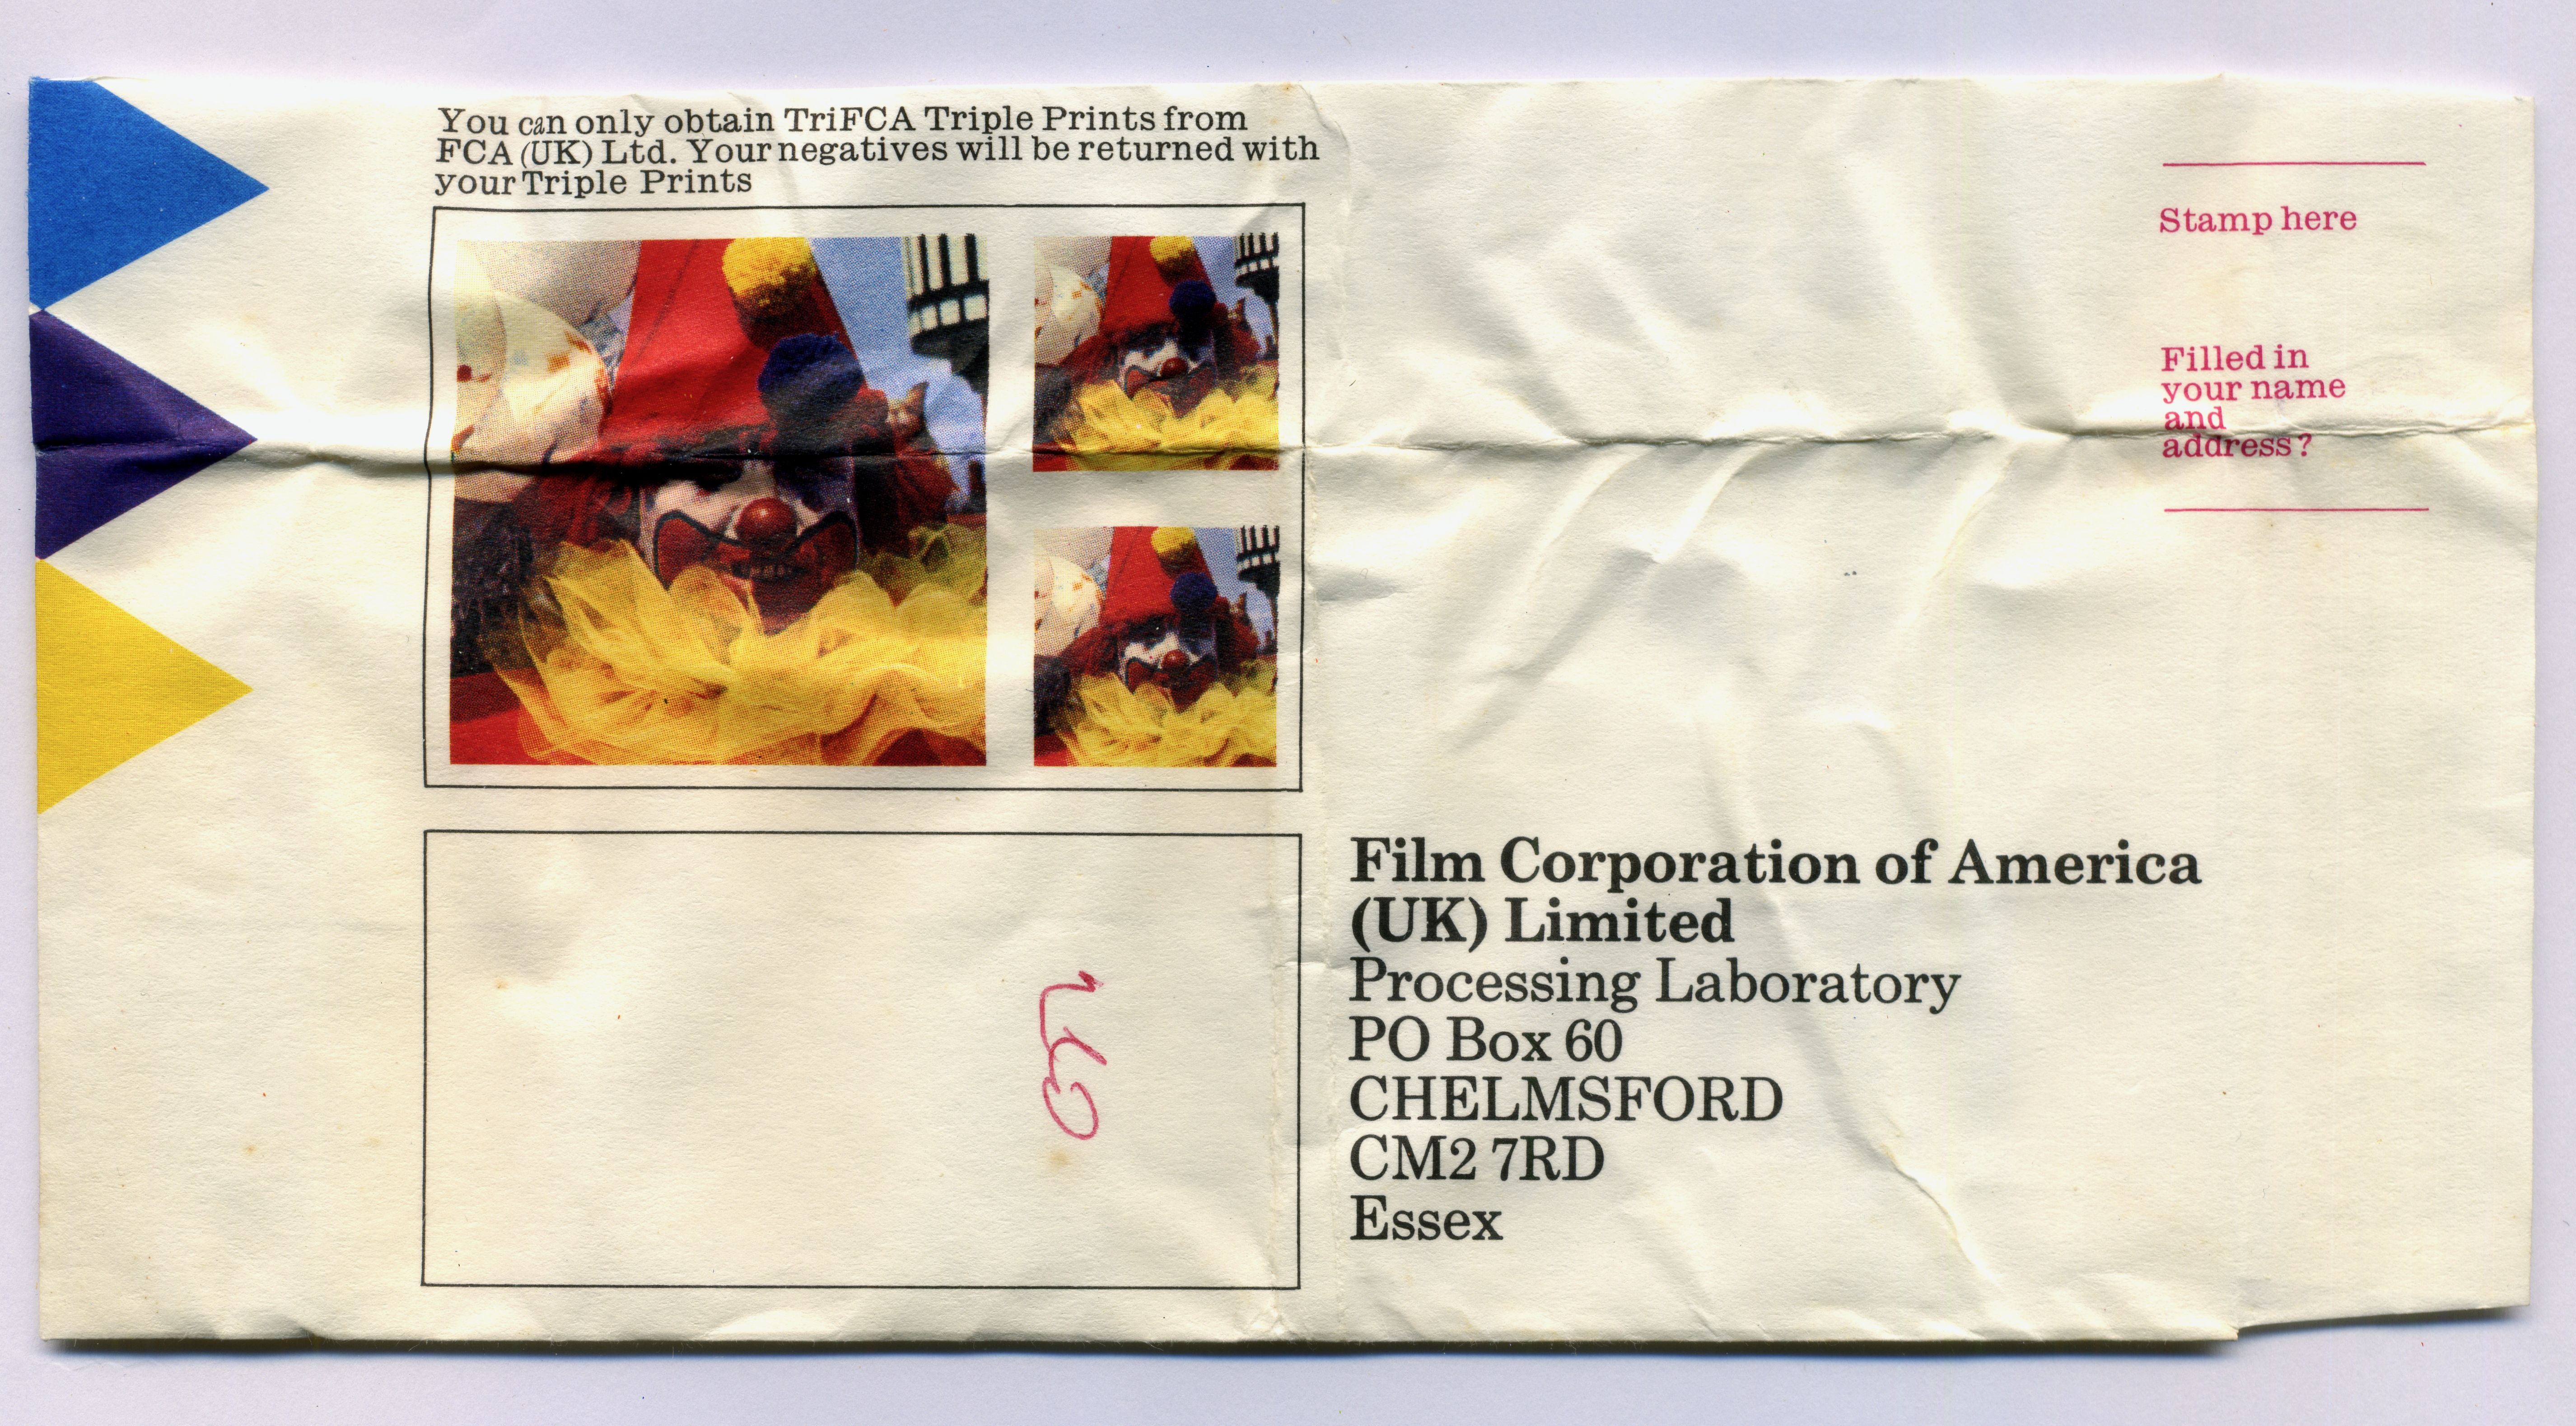 You can only obtain TriFCA Triple Prints from
FCA (UK) Ltd. Your negatives will be returned with
your Triple Prints
Stamp here
Filled in
your name
and
address?
Film Corporation of America
(UK) Limited
Processing Laboratory
PO Box 60
CHELMSFORD
CM2 7RD
Essex